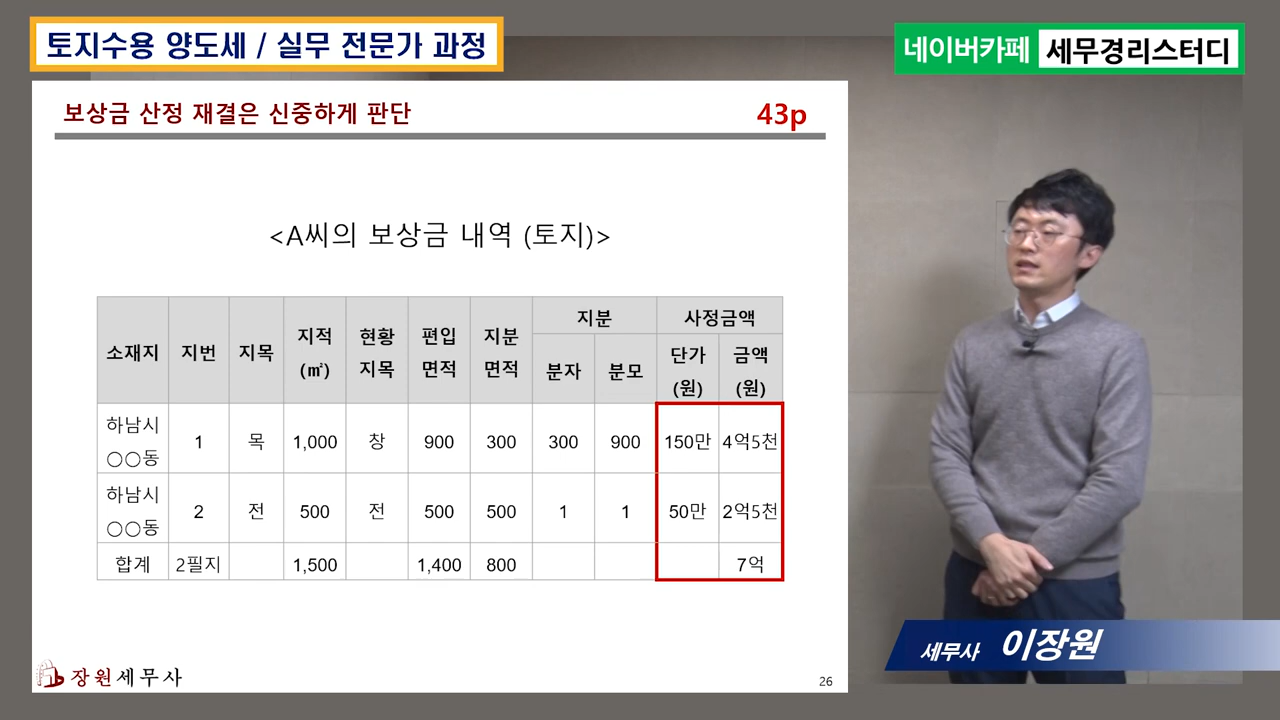 토지수용 양도세 / 실무 전문가 과정
네이버카페 세무경리스터디
보상금 산정 재결은 신중하게 판단
43p
<A씨의 보상금 내역 (토지)>
소재지 지번 지목 지적 (㎡) 현황 지목 편입 면적 지분 면적 지분 사정금액
분자 분모 단가 (원) 금액 (원)
하남시 ○○동 1 목 1,000 창 900 300 300 900 150만 4억5천
하남시 ○○동 2 전 500 전 500 500 1 1 50만 2억5천
합계 2필지 1,500 1,400 800 7억
세무사 이장원
장원세무사
26